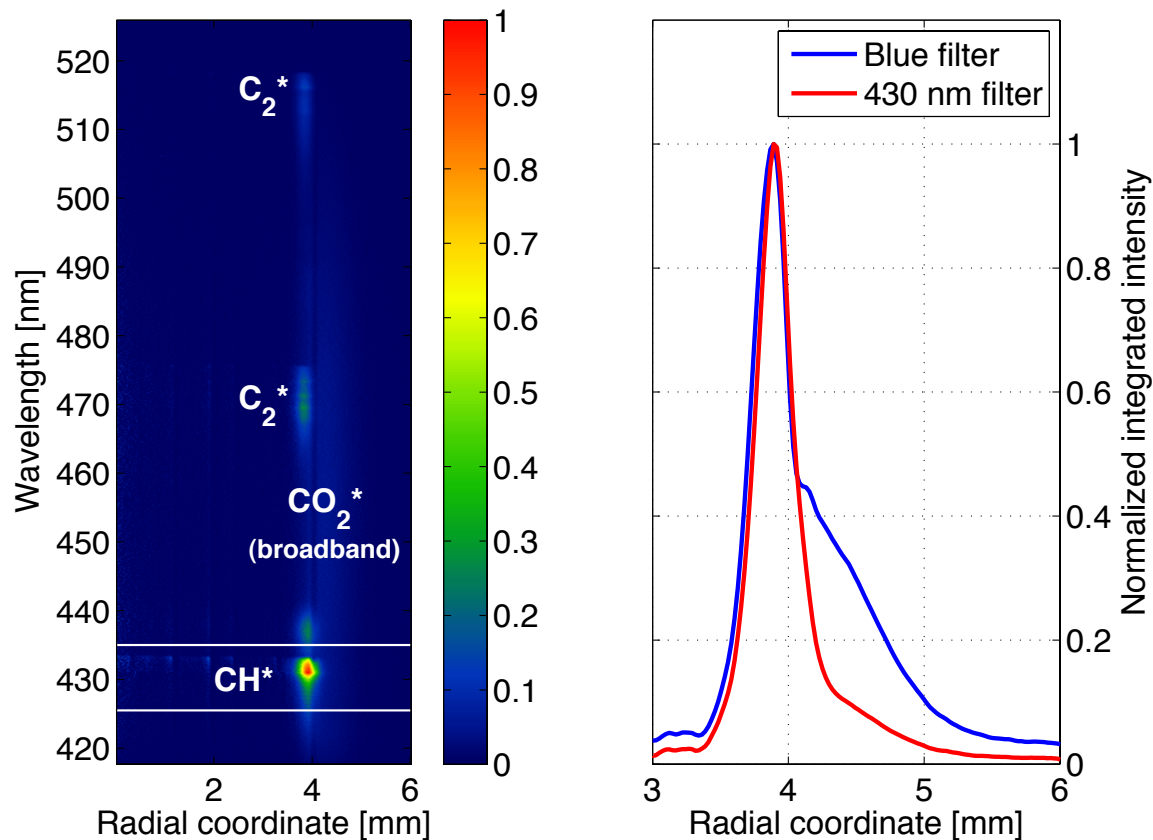 520
510
500
490
480
470
460
450
440
430
420
Wavelength [nm]
C2*
C2*
CO2*
(broadband)
CH*
2 4 6
Radial coordinate [mm]
1
0.9
0.8
0.7
0.6
0.5
0.4
0.3
0.2
0.1
0
Blue filter
430 nm filter
1
0.8
0.6
0.4
0.2
0
Normalized integrated intensity
3 4 5 6
Radial coordinate [mm]